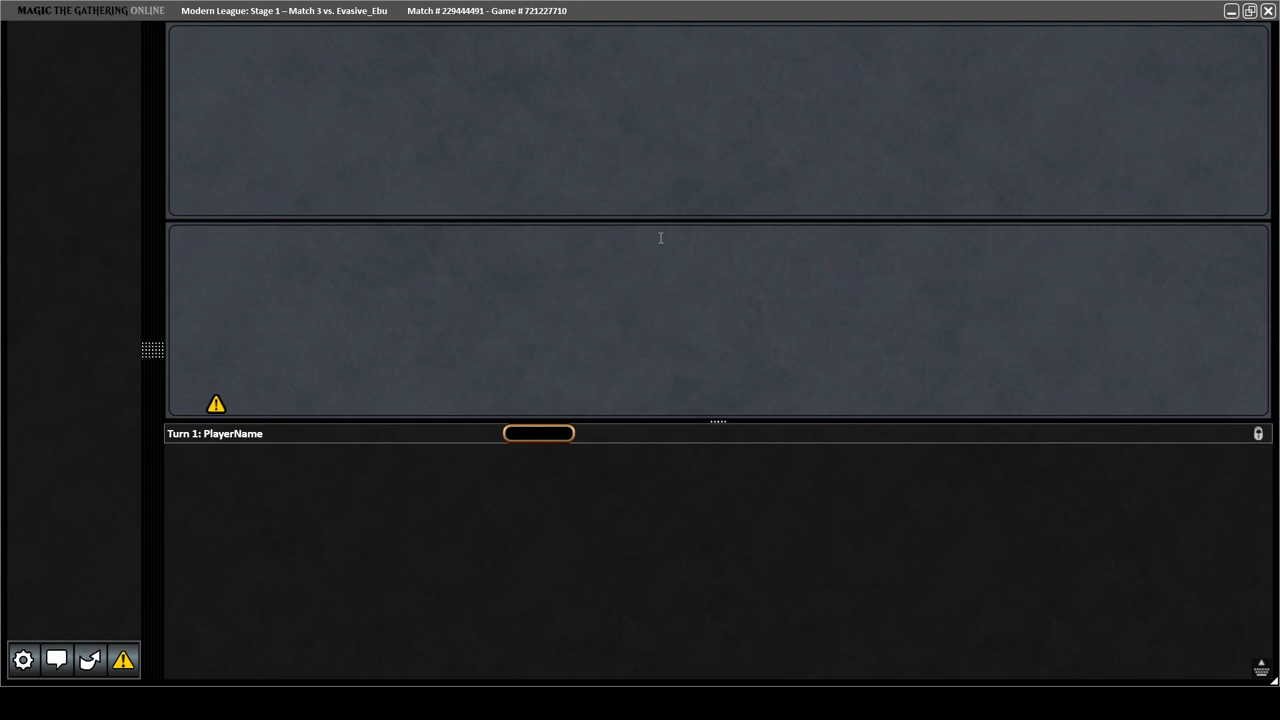 MAGIC THE GATHERING ONLINE Modern League: Stage 1 – Match 3 vs. Evasive_Ebu Match # 229444491 - Game # 721227710
Turn 1: PlayerName